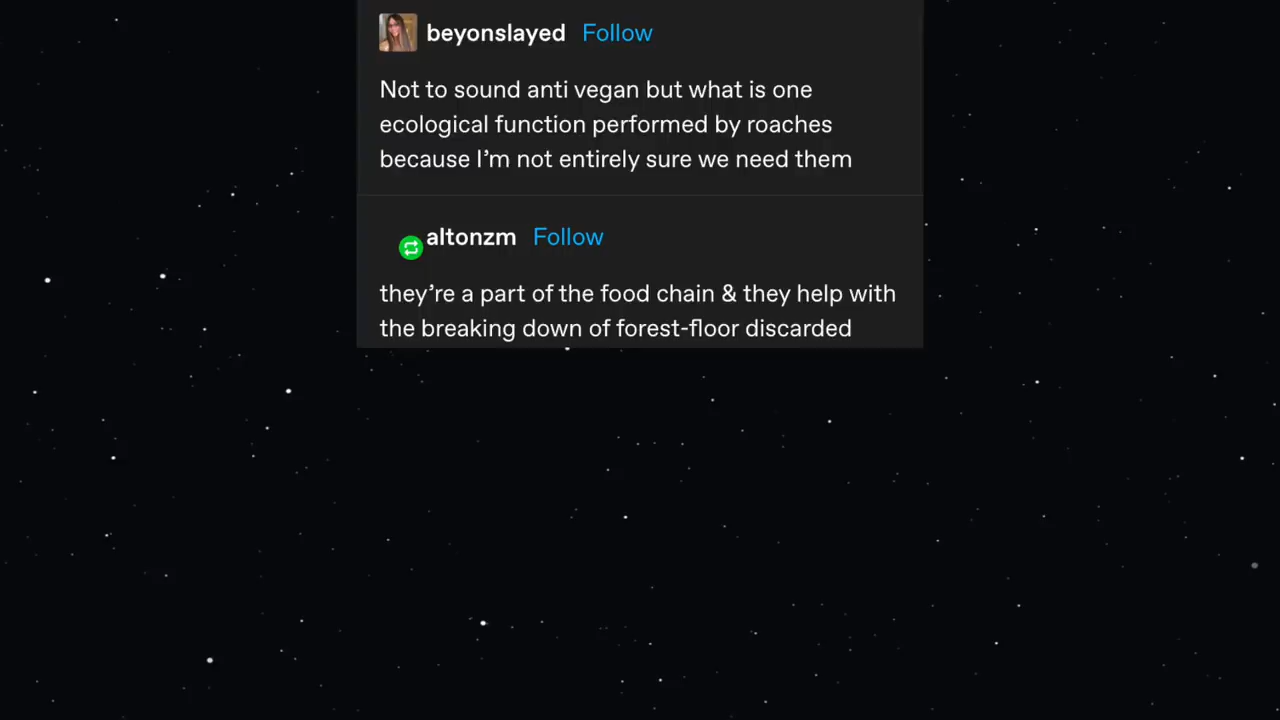 beyonslayed Follow
Not to sound anti vegan but what is one
ecological function performed by roaches
because I’m not entirely sure we need them
altonzm Follow
they’re a part of the food chain & they help with
the breaking down of forest-floor discarded